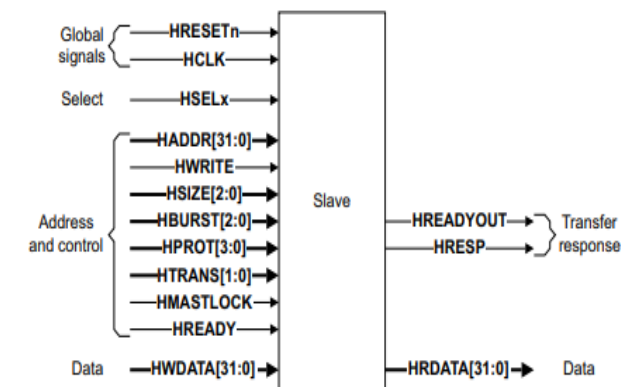 Global signals
HRESETn
HCLK
Select
HSELx
Address and control
HADDR[31:0]
HWRITE
HSIZE[2:0]
HBURST[2:0]
HPROT[3:0]
HTRANS[1:0]
HMASTLOCK
HREADY
Data
HWDATA[31:0]
Slave
HREADYOUT
HRESP
Transfer response
HRDATA[31:0]
Data